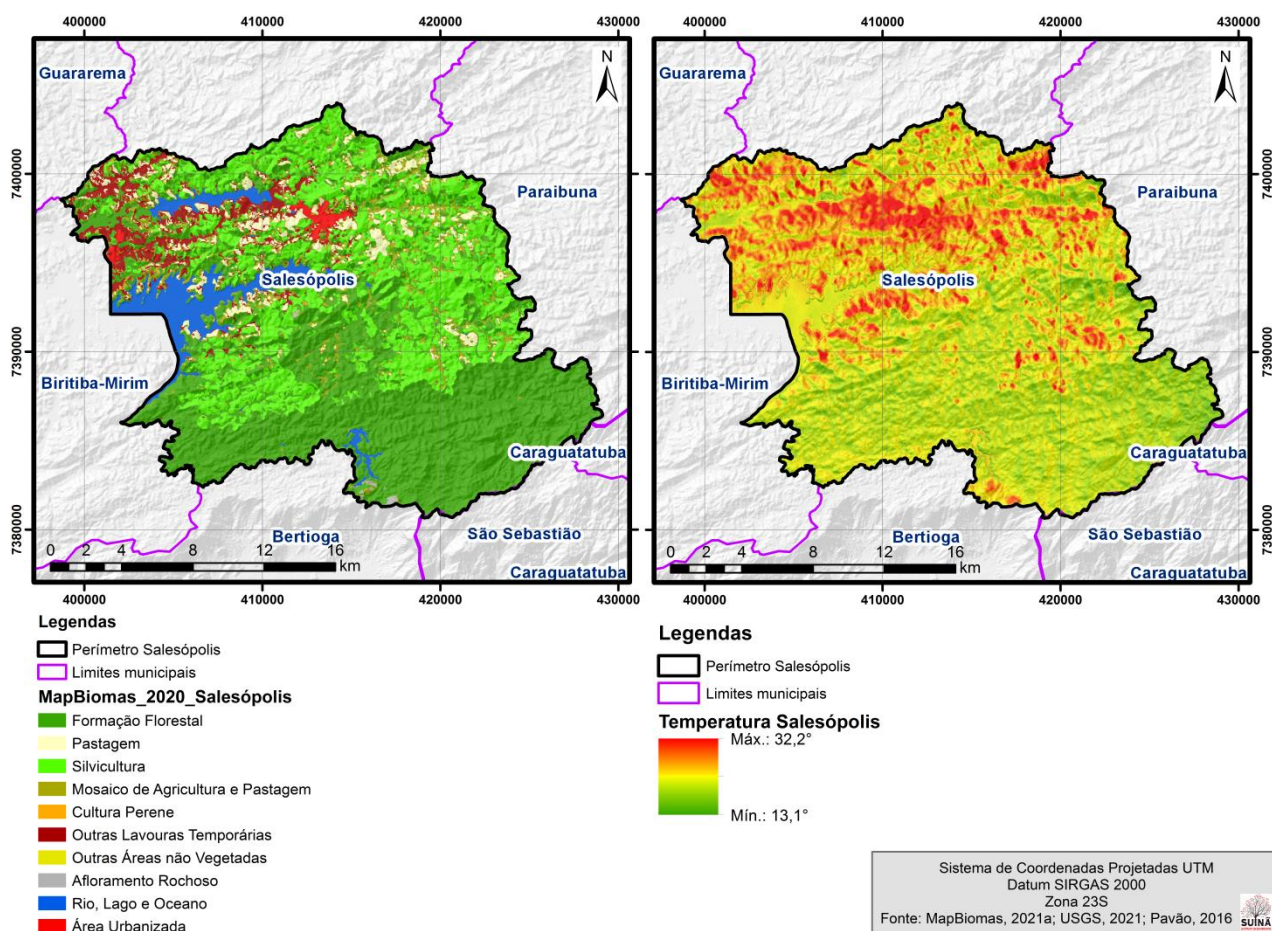 400000 410000 420000 430000
N
Guararema
7400000
Paraibuna
Salesópolis
7390000
Biritiba-Mirim
Caraguatatuba
7380000
Bertioga
São Sebastião
Caraguatatuba
0 2 4 8 12 16
km
400000 410000 420000 430000
Legendas
Perímetro Salesópolis
Limites municipais
MapBiomas_2020_Salesópolis
Formação Florestal
Pastagem
Silvicultura
Mosaico de Agricultura e Pastagem
Cultura Perene
Outras Lavouras Temporárias
Outras Áreas não Vegetadas
Afloramento Rochoso
Rio, Lago e Oceano
Área Urbanizada
400000 410000 420000 430000
N
Guararema
7400000
Paraibuna
Salesópolis
7390000
Biritiba-Mirim
Caraguatatuba
7380000
Bertioga
São Sebastião
Caraguatatuba
0 2 4 8 12 16
km
400000 410000 420000 430000
Legendas
Perímetro Salesópolis
Limites municipais
Temperatura Salesópolis
Máx.: 32,2°
Mín.: 13,1°
Sistema de Coordenadas Projetadas UTM
Datum SIRGAS 2000
Zona 23S
Fonte: MapBiomas, 2021a; USGS, 2021; Pavão, 2016
SUINÃ